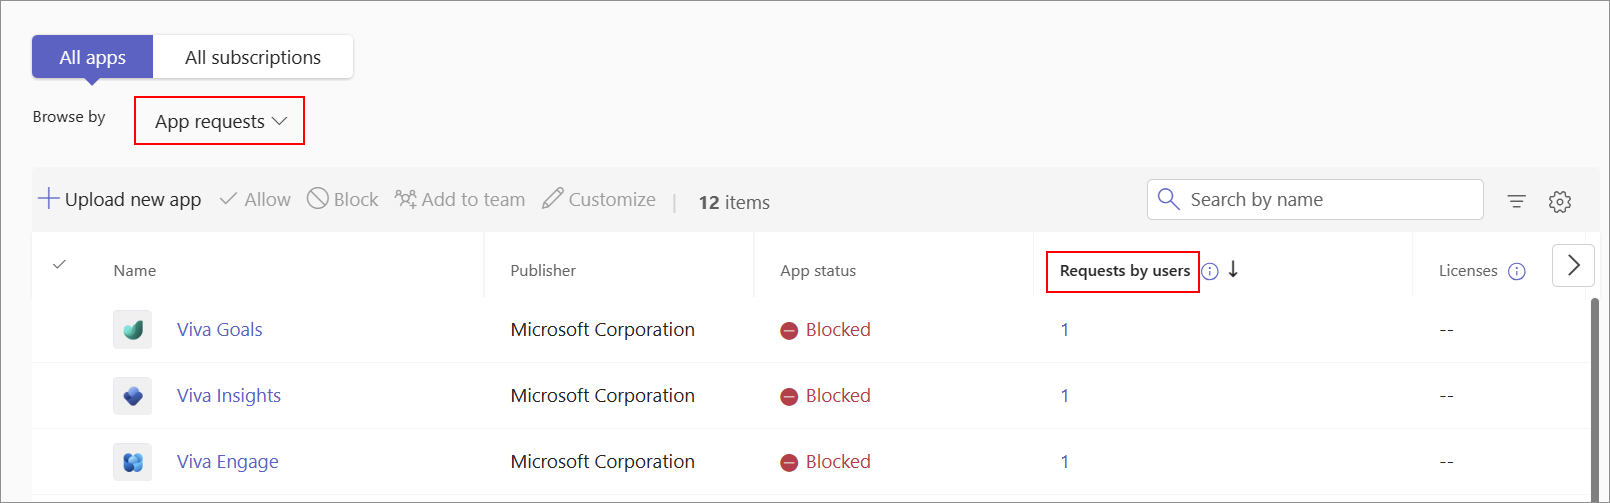 All apps All subscriptions
Browse by App requests
Upload new app Allow Block Add to team Customize | 12 items Search by name
Name Publisher App status Requests by users Licenses
Viva Goals Microsoft Corporation Blocked 1 --
Viva Insights Microsoft Corporation Blocked 1 --
Viva Engage Microsoft Corporation Blocked 1 --